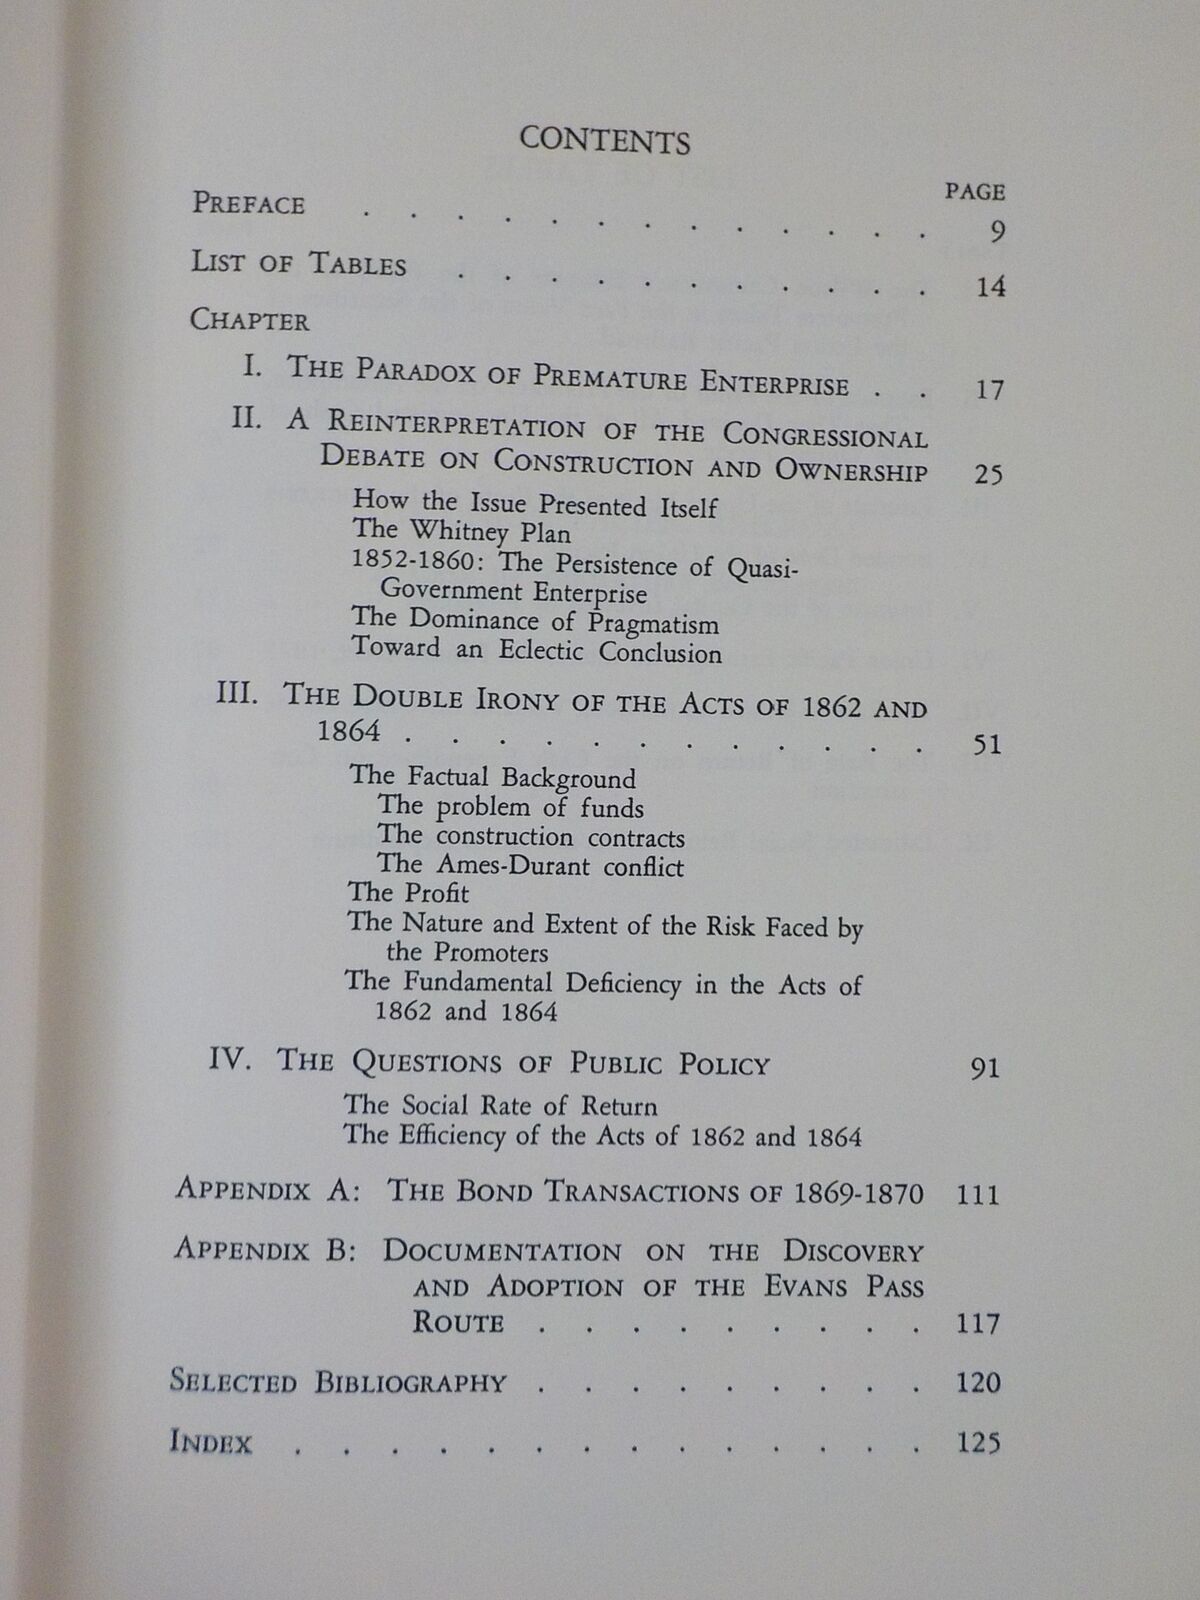 CONTENTS
PAGE
PREFACE . . . . . . . . . . . . . 9
LIST OF TABLES . . . . . . . . . . . 14
CHAPTER
I. THE PARADOX OF PREMATURE ENTERPRISE . . 17
II. A REINTERPRETATION OF THE CONGRESSIONAL
DEBATE ON CONSTRUCTION AND OWNERSHIP 25
How the Issue Presented Itself
The Whitney Plan
1852-1860: The Persistence of Quasi-
Government Enterprise
The Dominance of Pragmatism
Toward an Eclectic Conclusion
III. THE DOUBLE IRONY OF THE ACTS OF 1862 AND
1864 . . . . . . . . . . . . 51
The Factual Background
The problem of funds
The construction contracts
The Ames-Durant conflict
The Profit
The Nature and Extent of the Risk Faced by
the Promoters
The Fundamental Deficiency in the Acts of
1862 and 1864
IV. THE QUESTIONS OF PUBLIC POLICY 91
The Social Rate of Return
The Efficiency of the Acts of 1862 and 1864
APPENDIX A: THE BOND TRANSACTIONS OF 1869-1870 111
APPENDIX B: DOCUMENTATION ON THE DISCOVERY
AND ADOPTION OF THE EVANS PASS
ROUTE . . . . . . . . . 117
SELECTED BIBLIOGRAPHY . . . . . . . . . 120
INDEX . . . . . . . . . . . . . . 125